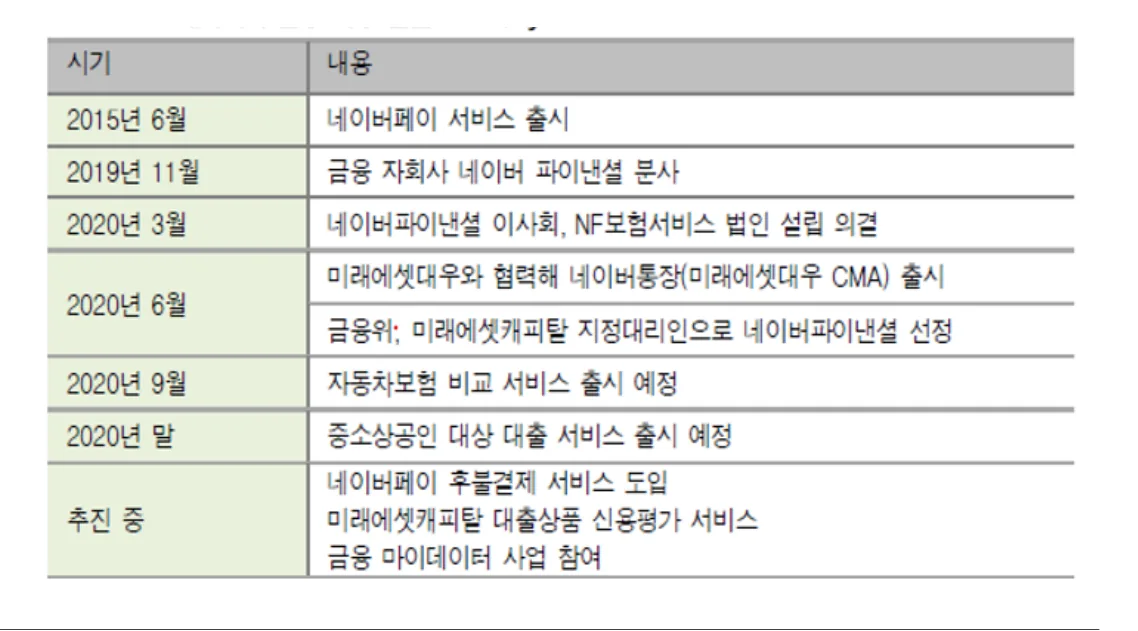 시기 내용
2015년 6월 네이버페이 서비스 출시
2019년 11월 금융 자회사 네이버 파이낸셜 분사
2020년 3월 네이버파이낸셜 이사회, NF보험서비스 법인 설립 의결
2020년 6월 미래에셋대우와 협력해 네이버통장(미래에셋대우 CMA) 출시
금융위; 미래에셋캐피탈 지정대리인으로 네이버파이낸셜 선정
2020년 9월 자동차보험 비교 서비스 출시 예정
2020년 말 중소상공인 대상 대출 서비스 출시 예정
추진 중 네이버페이 후불결제 서비스 도입
미래에셋캐피탈 대출상품 신용평가 서비스
금융 마이데이터 사업 참여